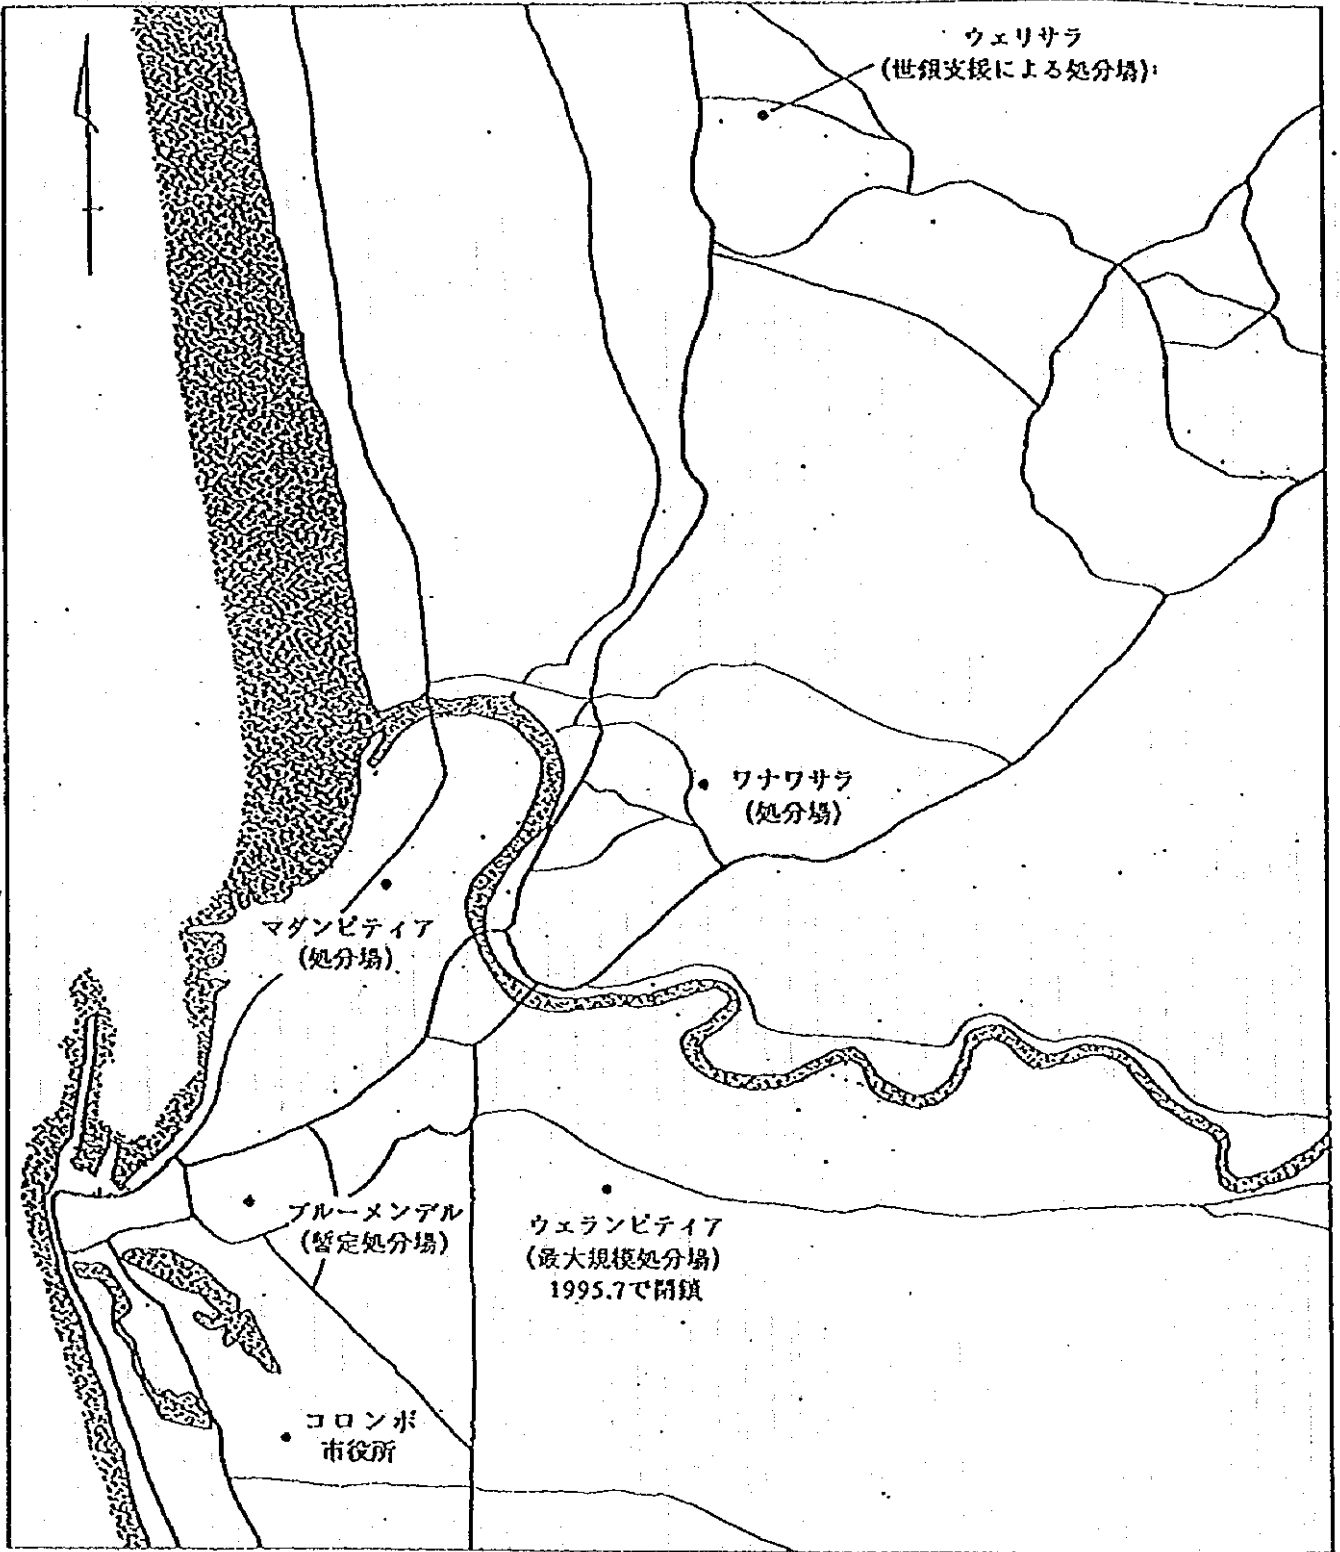 ウェリサラ
(世銀支援による処分場)
ワナワサラ
(処分場)
マダンピティア
(処分場)
ブルーメンデル
(暫定処分場)
ウェランピティア
(最大規模処分場)
1995.7で閉鎖
コロンボ
市役所